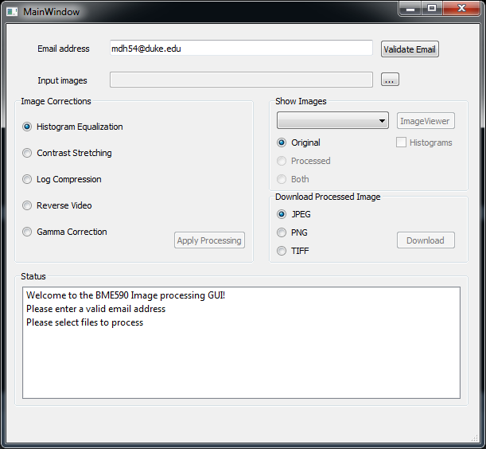 MainWindow
Email address mdh54@duke.edu Validate Email
Input images ...
Image Corrections
Histogram Equalization
Contrast Stretching
Log Compression
Reverse Video
Gamma Correction
Apply Processing
Show Images
ImageViewer
Original
Histograms
Processed
Both
Download Processed Image
JPEG
PNG
Download
TIFF
Status
Welcome to the BME590 Image processing GUI!
Please enter a valid email address
Please select files to process